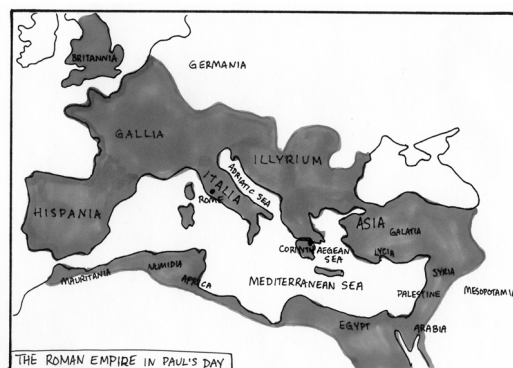 BRITANNIA
GERMANIA
GALLIA
ILLYRIUM
ITALIA
ADRIATIC SEA
ROME
HISPANIA
ASIA
GALATIA
CORINTH
AEGEAN
SEA
LYCIA
MAURITANIA
NUMIDIA
AFRICA
MEDITERRANEAN SEA
SYRIA
PALESTINE
MESOPOTAMIA
EGYPT
ARABIA
THE ROMAN EMPIRE IN PAUL'S DAY